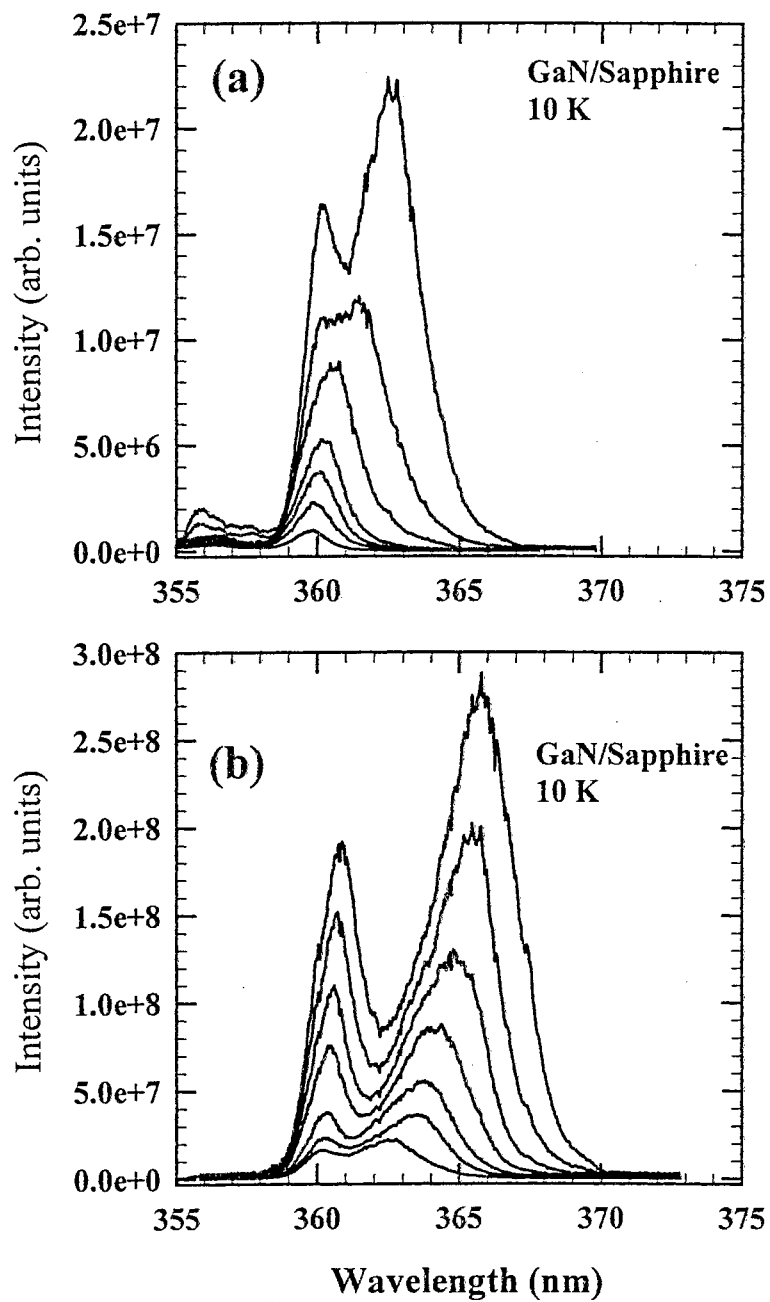 2.5e+7
(a)
GaN/Sapphire
10 K
2.0e+7
1.5e+7
1.0e+7
5.0e+6
0.0e+0
Intensity (arb. units)
355 360 365 370 375
3.0e+8
2.5e+8
(b)
GaN/Sapphire
10 K
2.0e+8
1.5e+8
1.0e+8
5.0e+7
0.0e+0
Intensity (arb. units)
355 360 365 370 375
Wavelength (nm)